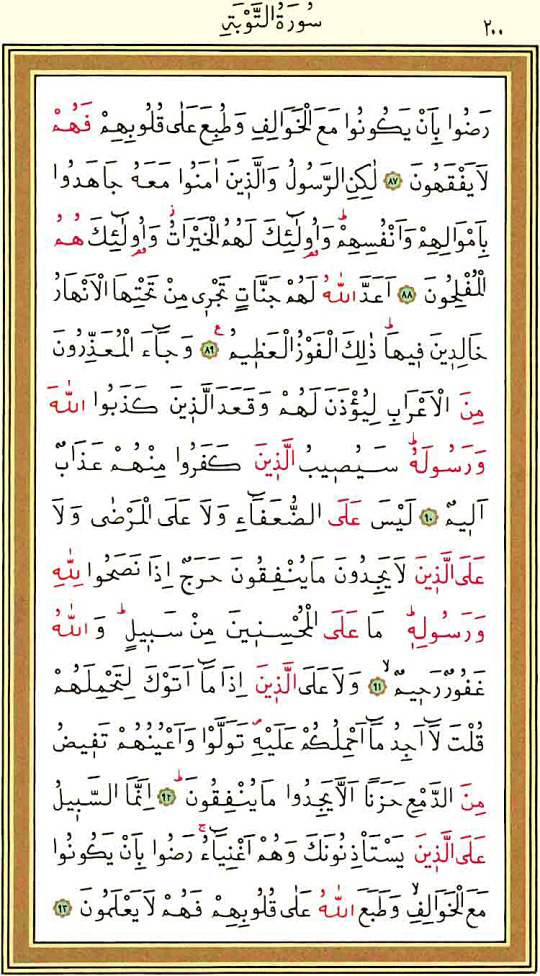 سُورَةُ التَّوْبَةِ
٢٠٠
رَضُوا بِاَنْ يَكُونُوا مَعَ الْخَوَالِفِ وَطُبِعَ عَلٰى قُلُوبِهِمْ فَهُمْ
لَا يَفْقَهُونَ ٨٧ لٰكِنِ الرَّسُولُ وَالَّذٖينَ اٰمَنُوا مَعَهُ جَاهَدُوا
بِاَمْوَالِهِمْ وَاَنْفُسِهِمْؕ وَاُولٰٓئِكَ لَهُمُ الْخَيْرَاتُؗ وَاُولٰٓئِكَ هُمُ
الْمُفْلِحُونَ ٨٨ اَعَدَّ اللّٰهُ لَهُمْ جَنَّاتٍ تَجْرٖى مِنْ تَحْتِهَا الْاَنْهَارُ
خَالِدٖينَ فٖيهَاؕ ذٰلِكَ الْفَوْزُ الْعَظٖيمُ ع ٨٩ وَجَٓاءَ الْمُعَذِّرُونَ
مِنَ الْاَعْرَابِ لِيُؤْذَنَ لَهُمْ وَقَعَدَ الَّذٖينَ كَذَبُوا اللّٰهَ
وَرَسُولَهُؕ سَيُصٖيبُ الَّذٖينَ كَفَرُوا مِنْهُمْ عَذَابٌ
اَلٖيمٌ ٩٠ لَيْسَ عَلَى الضُّعَفَٓاءِ وَلَا عَلَى الْمَرْضٰى وَلَا
عَلَى الَّذٖينَ لَا يَجِدُونَ مَا يُنْفِقُونَ حَرَجٌ اِذَا نَصَحُوا لِلّٰهِ
وَرَسُولِهٖؕ مَا عَلَى الْمُحْسِنٖينَ مِنْ سَبٖيلٍؕ وَاللّٰهُ
غَفُورٌ رَحٖيمٌۙ ٩١ وَلَا عَلَى الَّذٖينَ اِذَا مَٓا اَتَوْكَ لِتَحْمِلَهُمْ
قُلْتَ لَٓا اَجِدُ مَٓا اَحْمِلُكُمْ عَلَيْهِࣕ تَوَلَّوْا وَاَعْيُنُهُمْ تَفٖيضُ
مِنَ الدَّمْعِ حَزَنًا اَلَّا يَجِدُوا مَا يُنْفِقُونَؕ ٩٢ اِنَّمَا السَّبٖيلُ
عَلَى الَّذٖينَ يَسْتَأْذِنُونَكَ وَهُمْ اَغْنِيَٓاءُۚ رَضُوا بِاَنْ يَكُونُوا
مَعَ الْخَوَالِفِۙ وَطَبَعَ اللّٰهُ عَلٰى قُلُوبِهِمْ فَهُمْ لَا يَعْلَمُونَ ٩٣